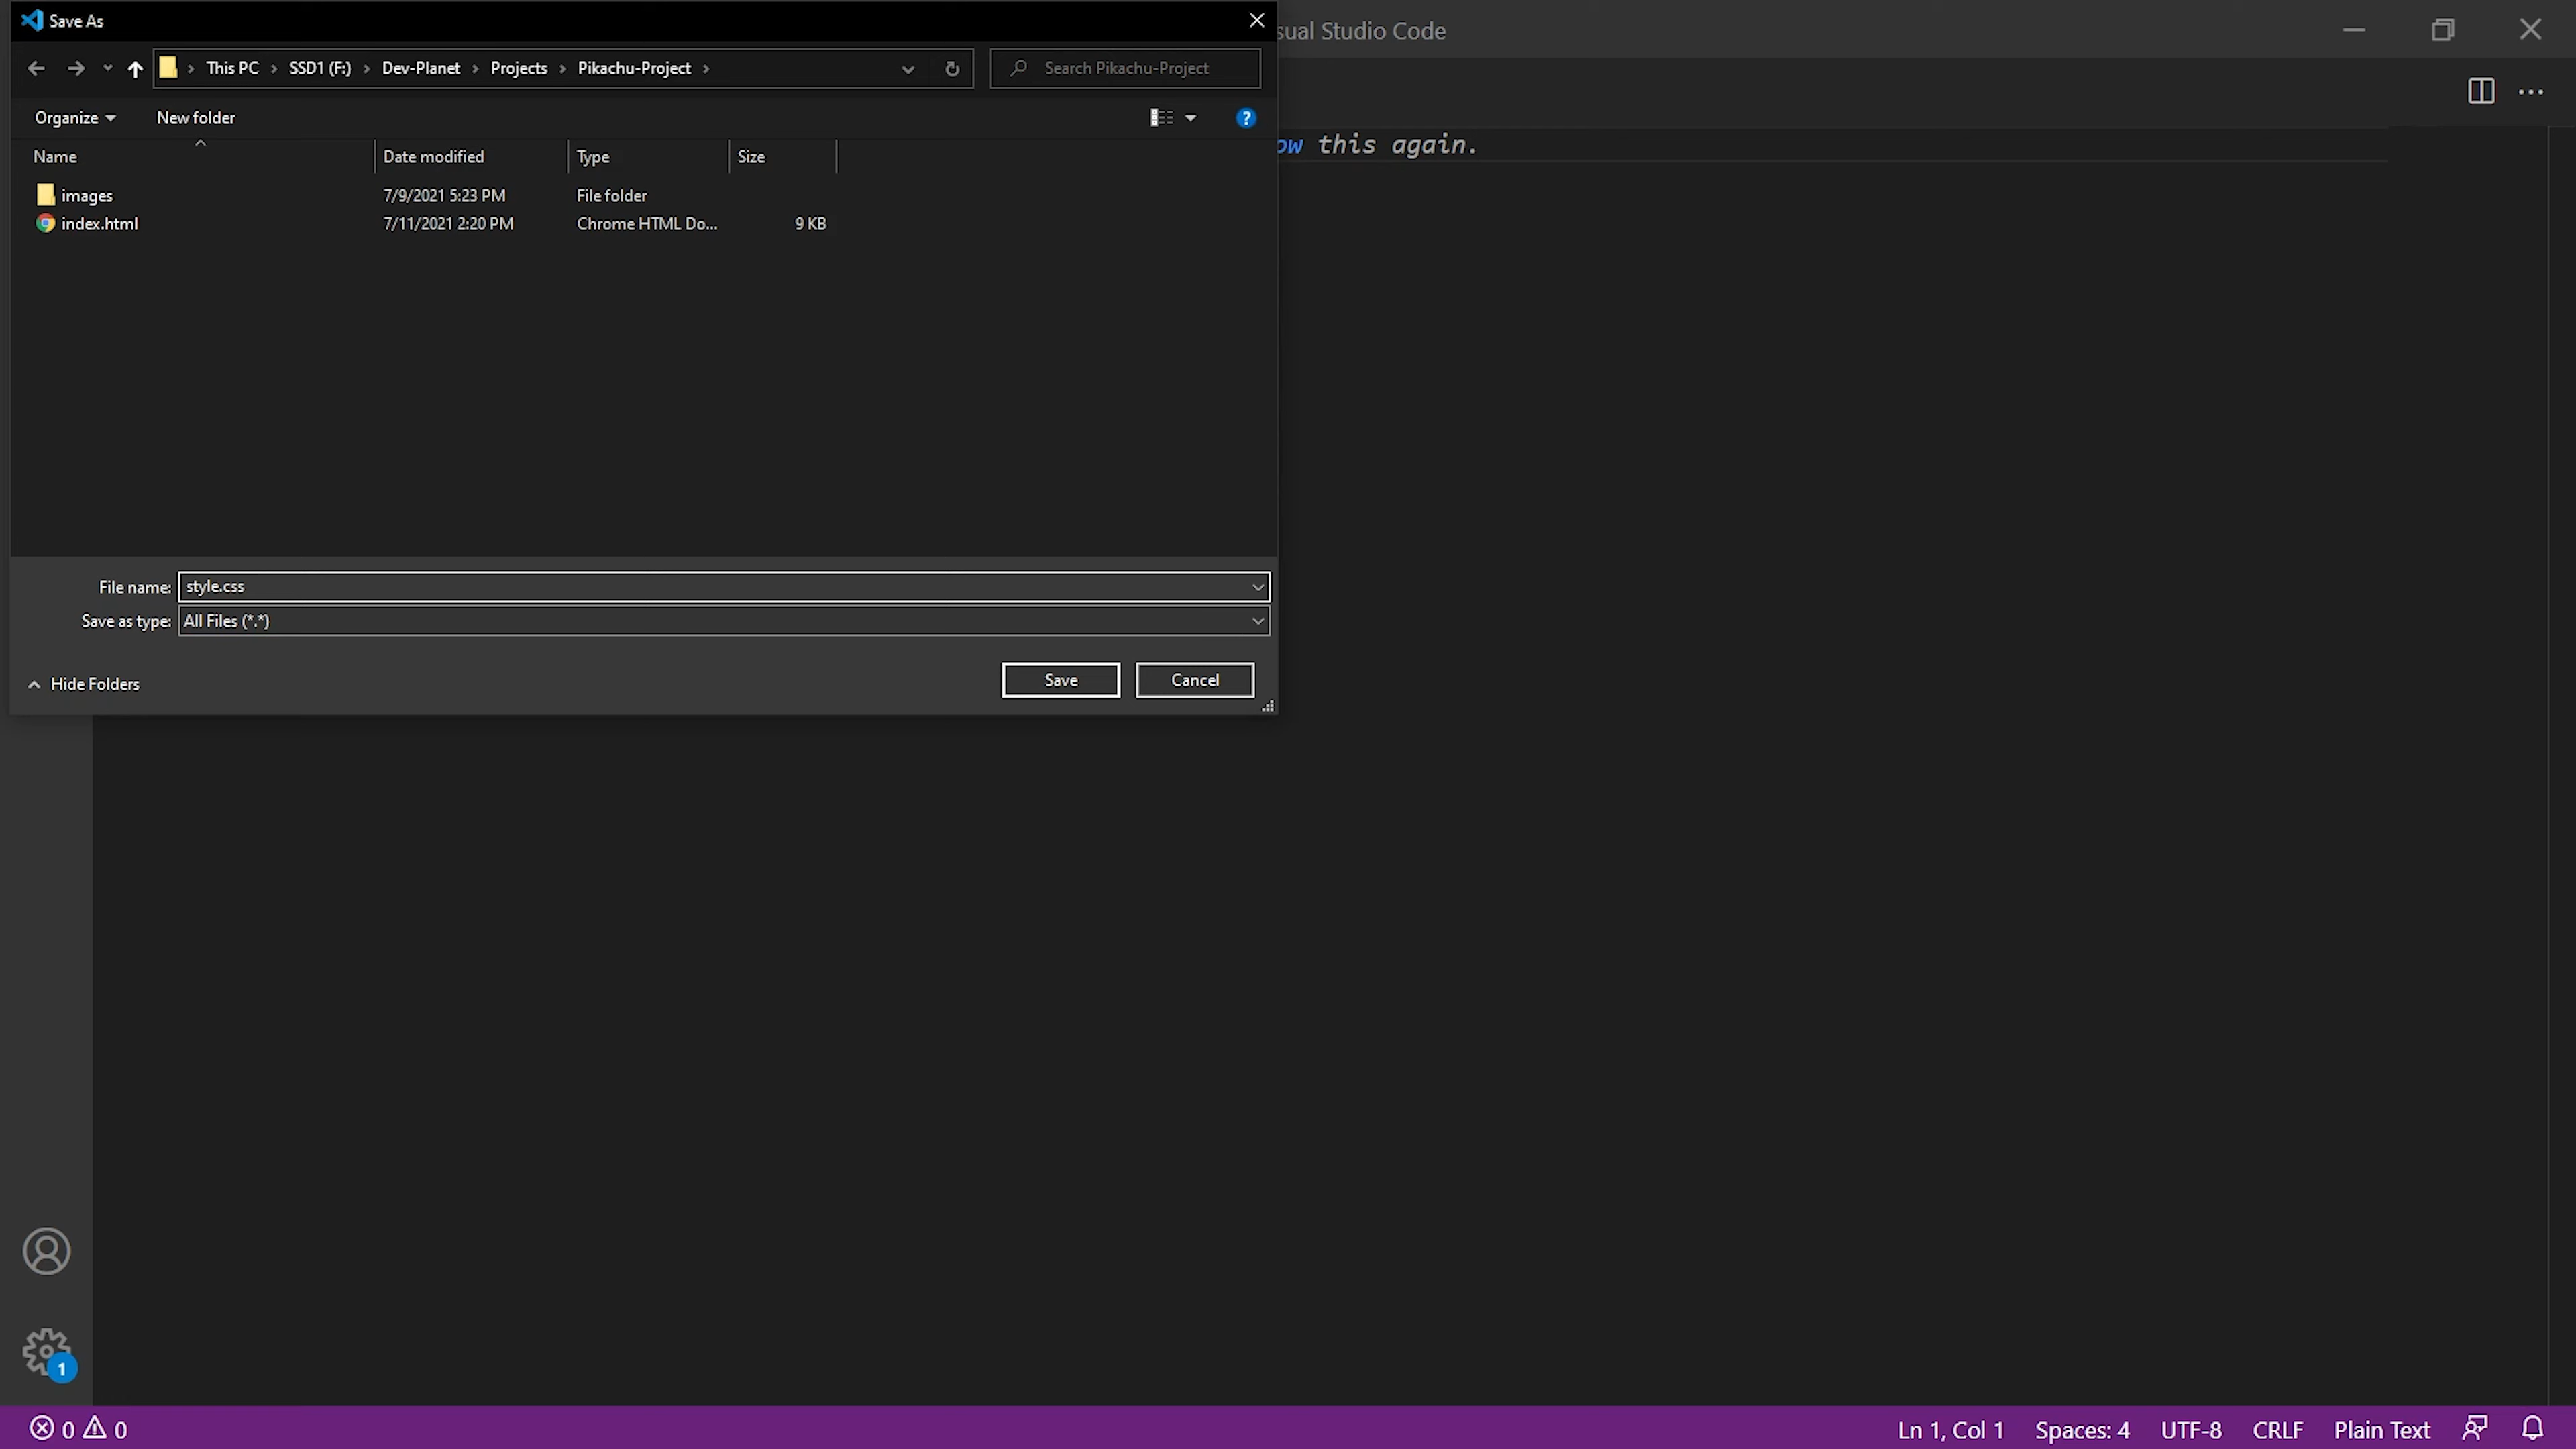 Save As
sual Studio Code
This PC > SSD1 (F:) > Dev-Planet > Projects > Pikachu-Project >
Search Pikachu-Project
Organize
New folder
?
ow this again.
Name
Date modified
Type
Size
images
7/9/2021 5:23 PM
File folder
index.html
7/11/2021 2:20 PM
Chrome HTML Do...
9 KB
File name: style.css
Save as type: All Files (*.*)
Hide Folders
Save
Cancel
1
0 0
Ln 1, Col 1
Spaces: 4
UTF-8
CRLF
Plain Text